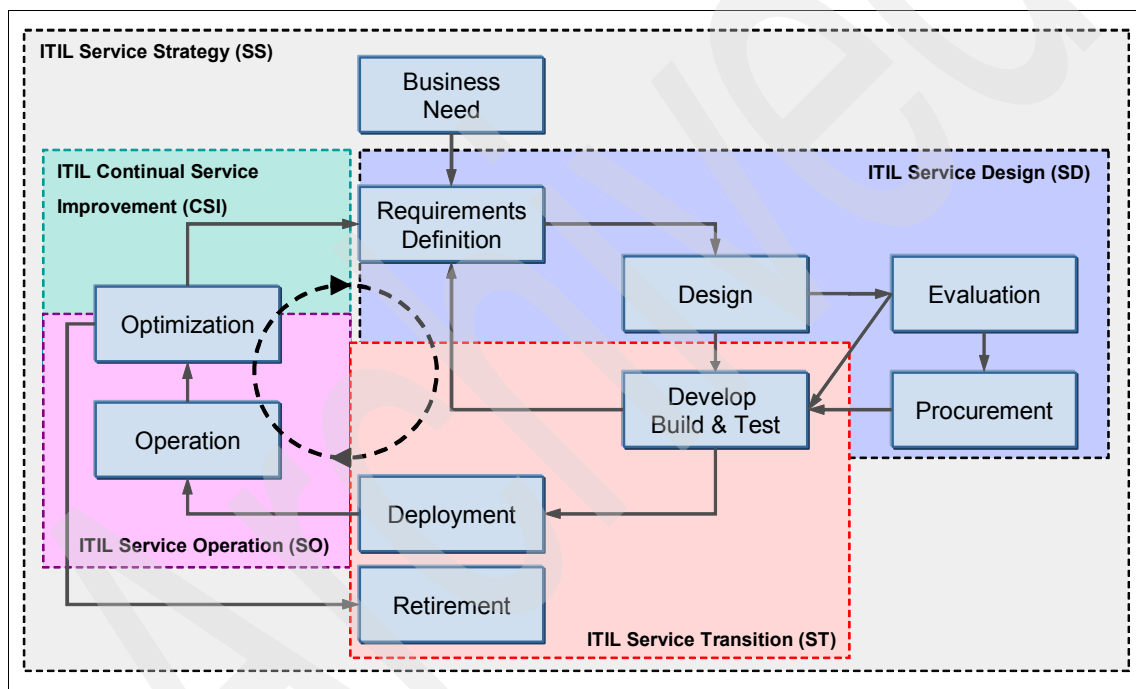 ITIL Service Strategy (SS)
Business
Need
ITIL Continual Service
Improvement (CSI)
ITIL Service Design (SD)
Requirements
Definition
Design
Evaluation
Optimization
Develop
Build & Test
Procurement
Operation
Deployment
ITIL Service Operation (SO)
Retirement
ITIL Service Transition (ST)